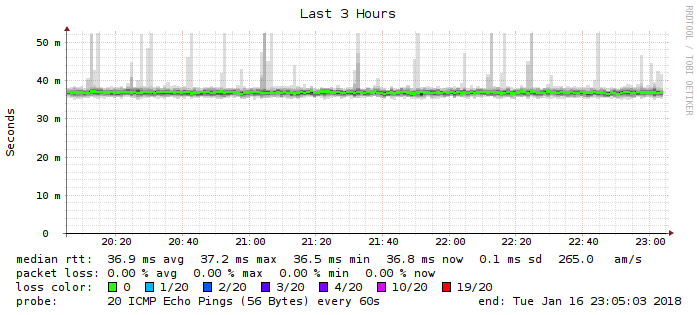 Last 3 Hours
RRDTOOL / TOBI OETIKER
Seconds
50 m
40 m
30 m
20 m
10 m
0
20:20 20:40 21:00 21:20 21:40 22:00 22:20 22:40 23:00
median rtt: 36.9 ms avg 37.2 ms max 36.5 ms min 36.8 ms now 0.1 ms sd 265.0 am/s
packet loss: 0.00 % avg 0.00 % max 0.00 % min 0.00 % now
loss color: 0 1/20 2/20 3/20 4/20 10/20 19/20
probe: 20 ICMP Echo Pings (56 Bytes) every 60s end: Tue Jan 16 23:05:03 2018